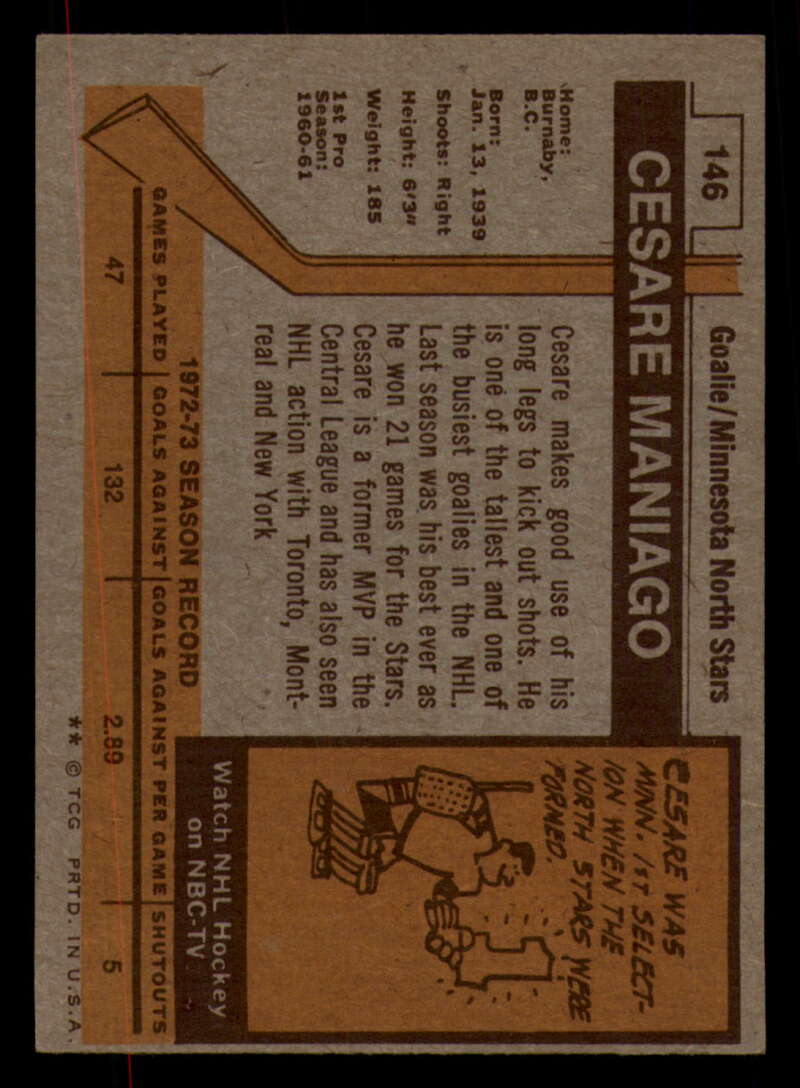 146
Goalie/Minnesota North Stars
CESARE MANIAGO
Home:
Burnaby,
B.C.
Born:
Jan. 13, 1939
Shoots: Right
Height: 6'3"
Weight: 185
1st Pro
Season:
1960-61
Cesare makes good use of his
long legs to kick out shots. He
is one of the tallest and one of
the busiest goalies in the NHL.
Last season was his best ever as
he won 21 games for the Stars.
Cesare is a former MVP in the
Central League and has also seen
NHL action with Toronto, Mont-
real and New York
CESARE WAS
MINN. 1ST SELECT-
ION WHEN THE
NORTH STARS WERE
FORMED.
Watch NHL Hockey
on NBC-TV
1972-73 SEASON RECORD
GAMES PLAYED GOALS AGAINST GOALS AGAINST PER GAME SHUTOUTS
47 132 2.89 5
** © TCG PRTD. IN U.S.A.